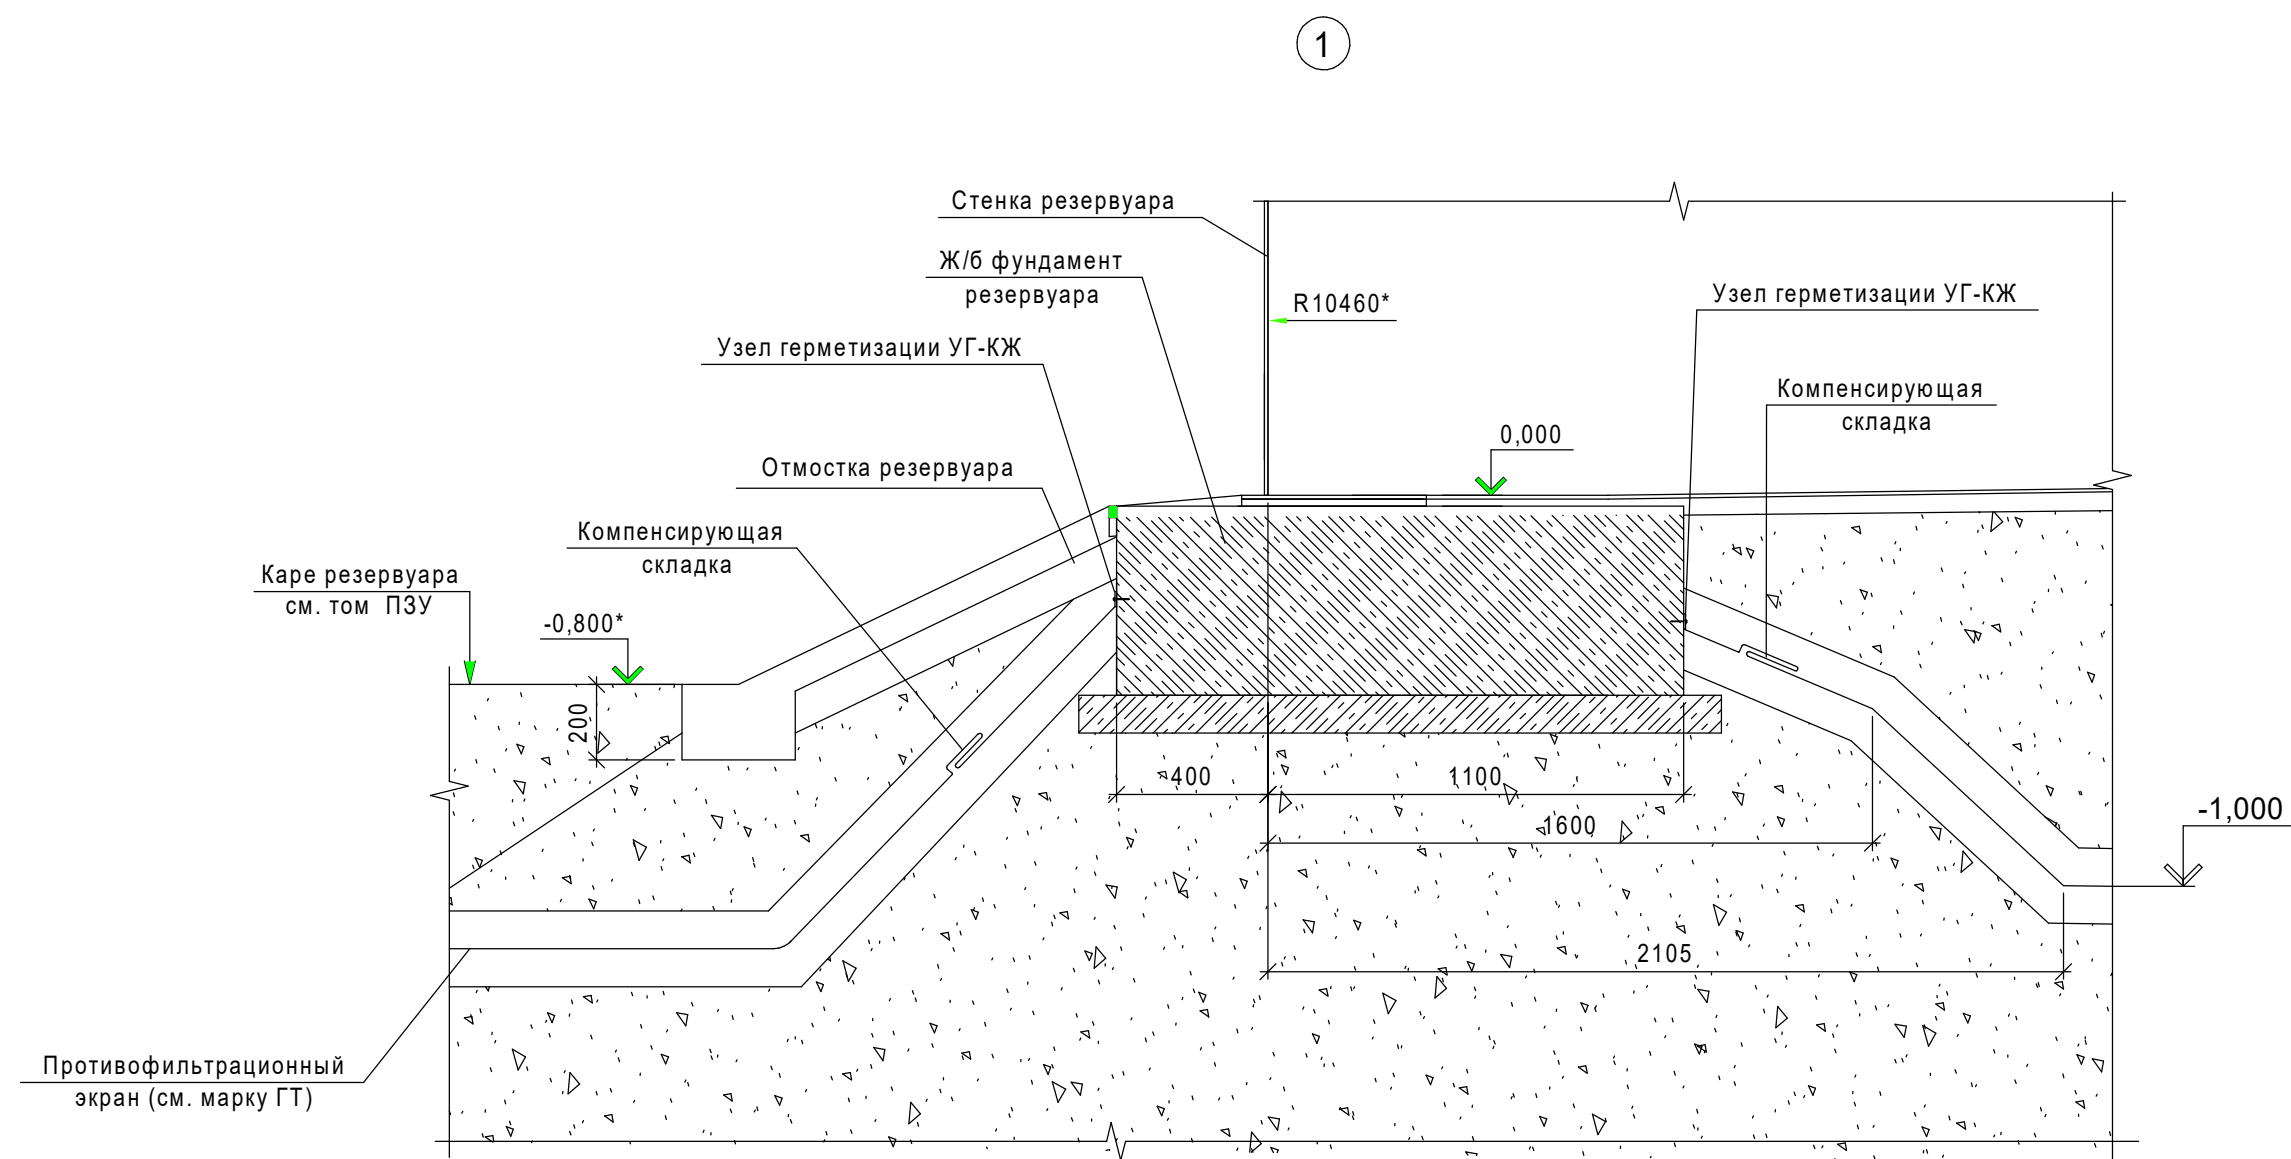 1
Стенка резервуара
Ж/б фундамент
резервуара
R10460*
Узел герметизации УГ-КЖ
Узел герметизации УГ-КЖ
Компенсирующая
складка
0,000
Отмостка резервуара
Компенсирующая
складка
Каре резервуара
см. том ПЗУ
-0,800*
200
400
1100
1600
-1,000
2105
Противофильтрационный
экран (см. марку ГТ)